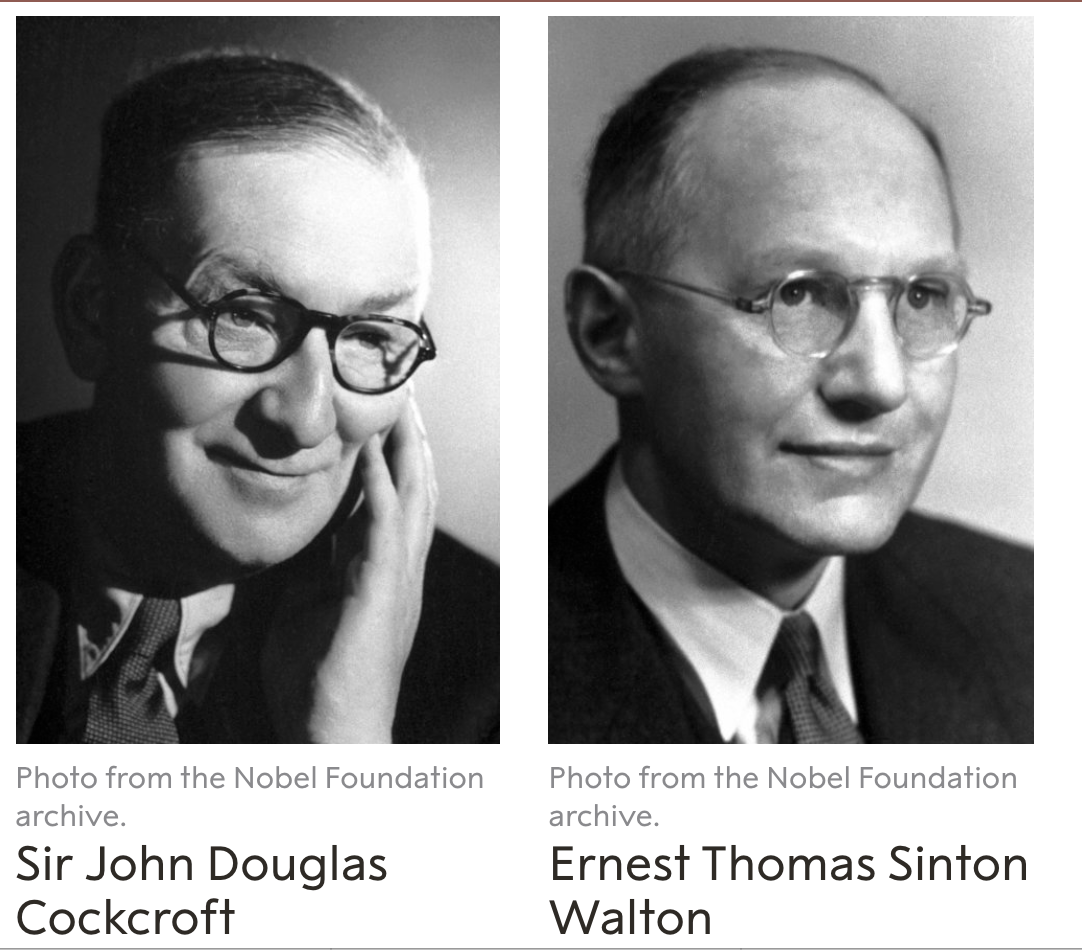 Photo from the Nobel Foundation
archive.
Sir John Douglas
Cockcroft
Photo from the Nobel Foundation
archive.
Ernest Thomas Sinton
Walton